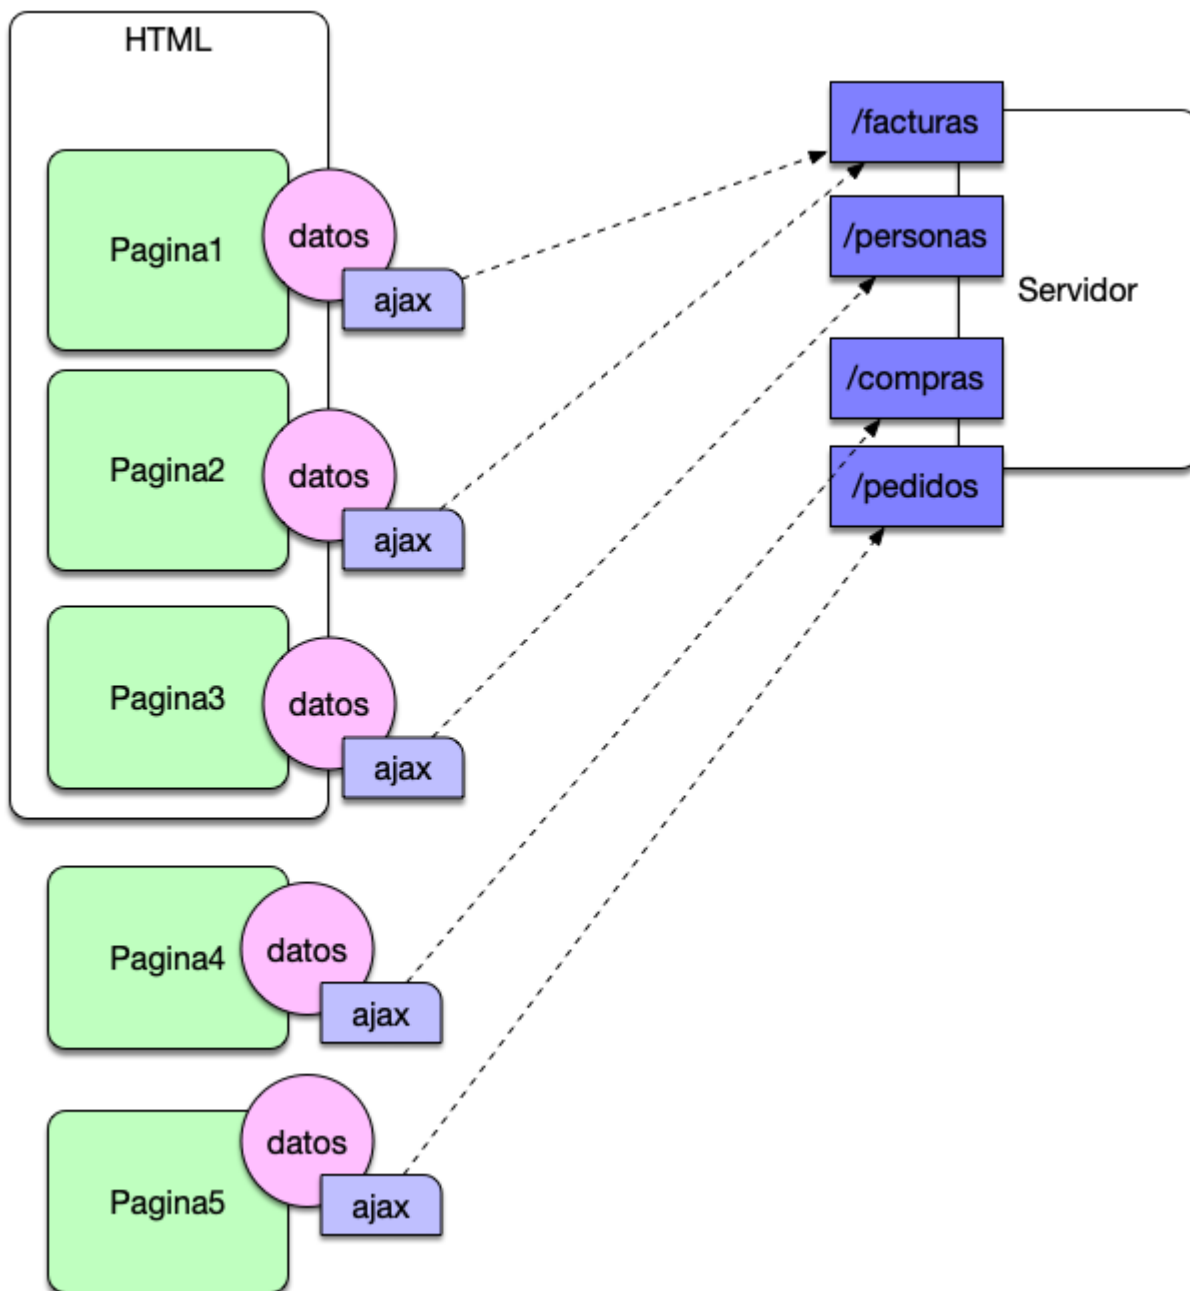 HTML
Pagina1
datos
ajax
Pagina2
datos
ajax
Pagina3
datos
ajax
Pagina4
datos
ajax
Pagina5
datos
ajax
/facturas
/personas
Servidor
/compras
/pedidos